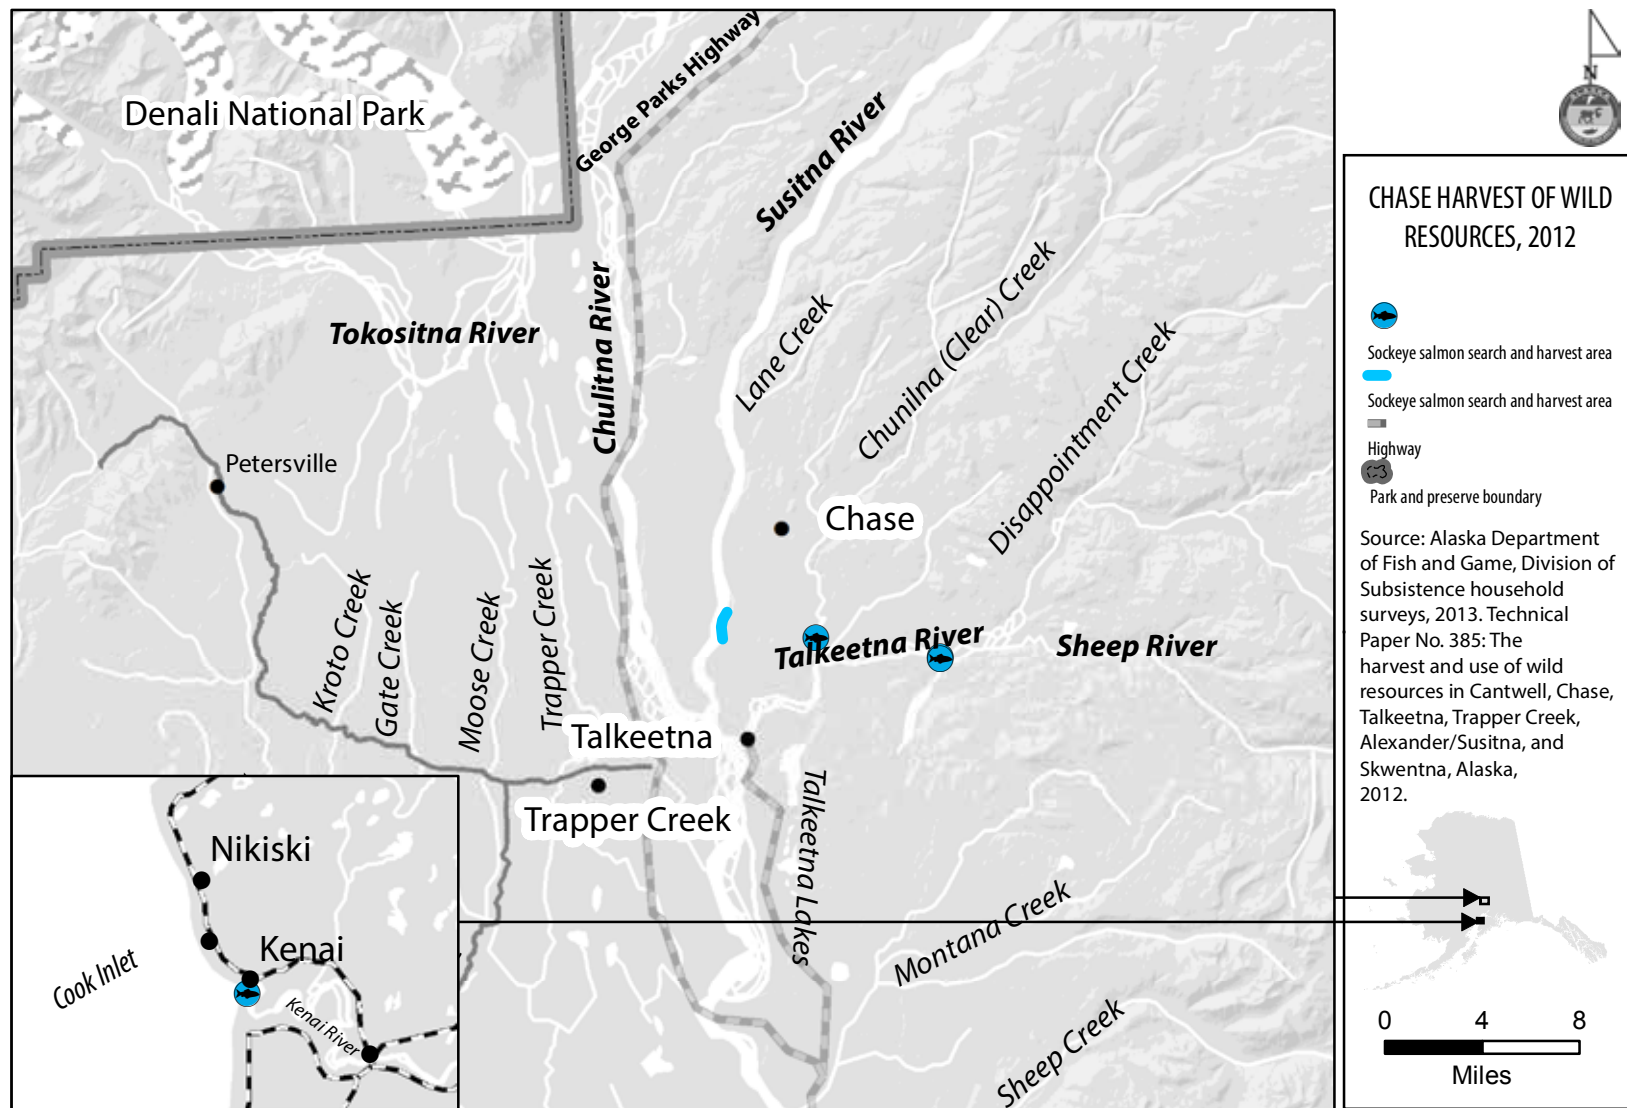 Denali National Park
George Parks Highway
Susitna River
Chulitna River
Tokositna River
Lane Creek
Chunilna (Clear) Creek
Disappointment Creek
Petersville
Chase
Kroto Creek
Gate Creek
Moose Creek
Trapper Creek
Talkeetna River
Sheep River
Talkeetna
Trapper Creek
Talkeetna Lakes
Montana Creek
Sheep Creek
Nikiski
Kenai
Cook Inlet
Kenai River
N
CHASE HARVEST OF WILD
RESOURCES, 2012
Sockeye salmon search and harvest area
Sockeye salmon search and harvest area
Highway
Park and preserve boundary
Source: Alaska Department
of Fish and Game, Division of
Subsistence household
surveys, 2013. Technical
Paper No. 385: The
harvest and use of wild
resources in Cantwell, Chase,
Talkeetna, Trapper Creek,
Alexander/Susitna, and
Skwentna, Alaska,
2012.
0 4 8
Miles